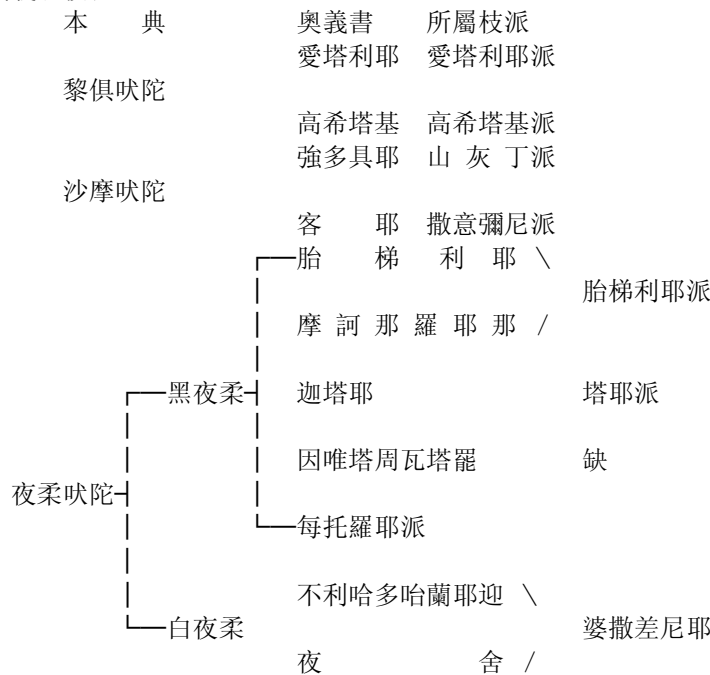 本　典　奧義書　所屬枝派
愛塔利耶　愛塔利耶派
黎俱吠陀
高希塔基　高希塔基派
強多具耶　山灰丁派
沙摩吠陀
客　耶　撒意彌尼派
胎梯利耶 \
胎梯利耶派
摩訶那羅耶那 /
黑夜柔　迦塔耶　塔耶派
因唯塔周瓦塔罷　缺
夜柔吠陀
每托羅耶派
不利哈多咍蘭耶迎 \
白夜柔　婆撒差尼耶
夜　舍 /